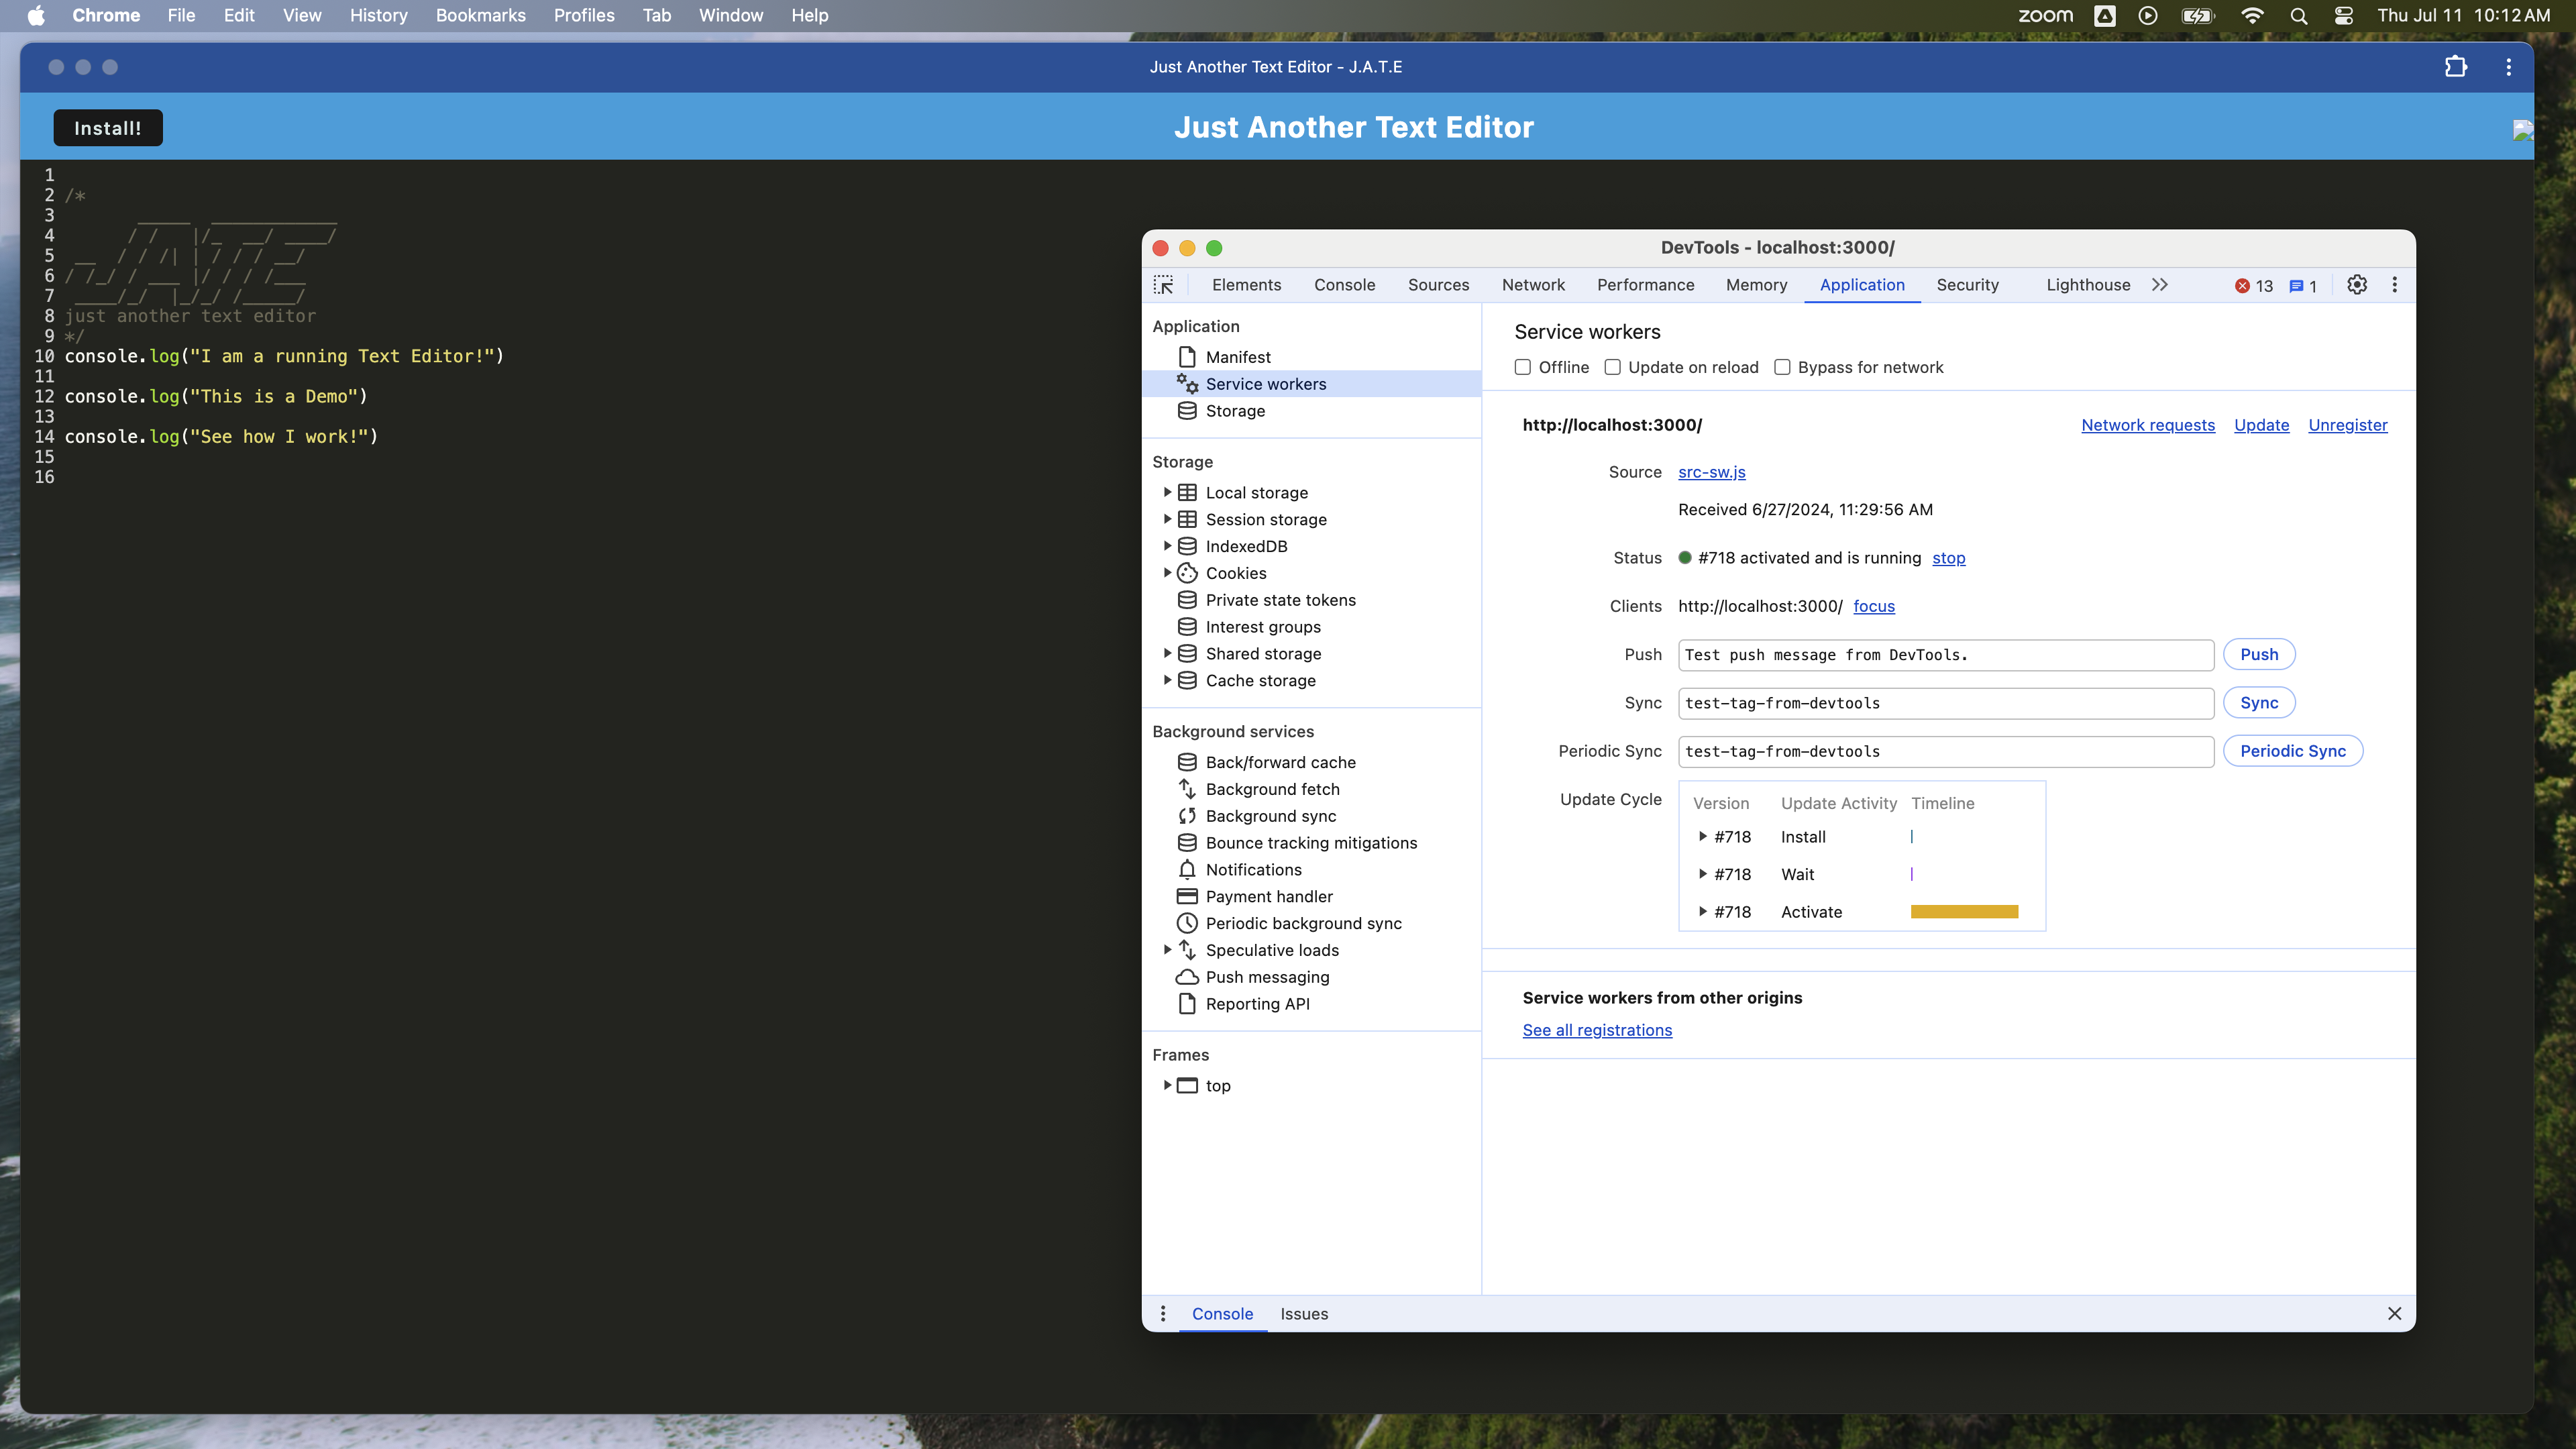 Chrome File Edit View History Bookmarks Profiles Tab Window Help zoom Thu Jul 11 10:12 AM
Just Another Text Editor - J.A.T.E
Install! Just Another Text Editor
1
2 /*
3       _____  ____________
4      / /   |/_  __/ ____/
5 __  / / /| | / / / __/
6 / /_/ / ___ |/ / / /___
7 ____/_/  |_/_/ /_____/
8 just another text editor
9 */
10 console.log("I am a running Text Editor!")
11
12 console.log("This is a Demo")
13
14 console.log("See how I work!")
15
16
DevTools - localhost:3000/
Elements Console Sources Network Performance Memory Application Security Lighthouse 13 1
Application
Manifest
Service workers
Storage
Storage
Local storage
Session storage
IndexedDB
Cookies
Private state tokens
Interest groups
Shared storage
Cache storage
Background services
Back/forward cache
Background fetch
Background sync
Bounce tracking mitigations
Notifications
Payment handler
Periodic background sync
Speculative loads
Push messaging
Reporting API
Frames
top
Service workers
Offline Update on reload Bypass for network
http://localhost:3000/ Network requests Update Unregister
Source src-sw.js
Received 6/27/2024, 11:29:56 AM
Status #718 activated and is running stop
Clients http://localhost:3000/ focus
Push Test push message from DevTools. Push
Sync test-tag-from-devtools Sync
Periodic Sync test-tag-from-devtools Periodic Sync
Update Cycle Version Update Activity Timeline
#718 Install
#718 Wait
#718 Activate
Service workers from other origins
See all registrations
Console Issues